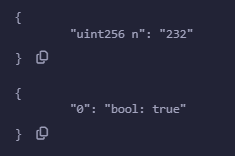 {
"uint256 n": "232"
}
{
"0": "bool: true"
}